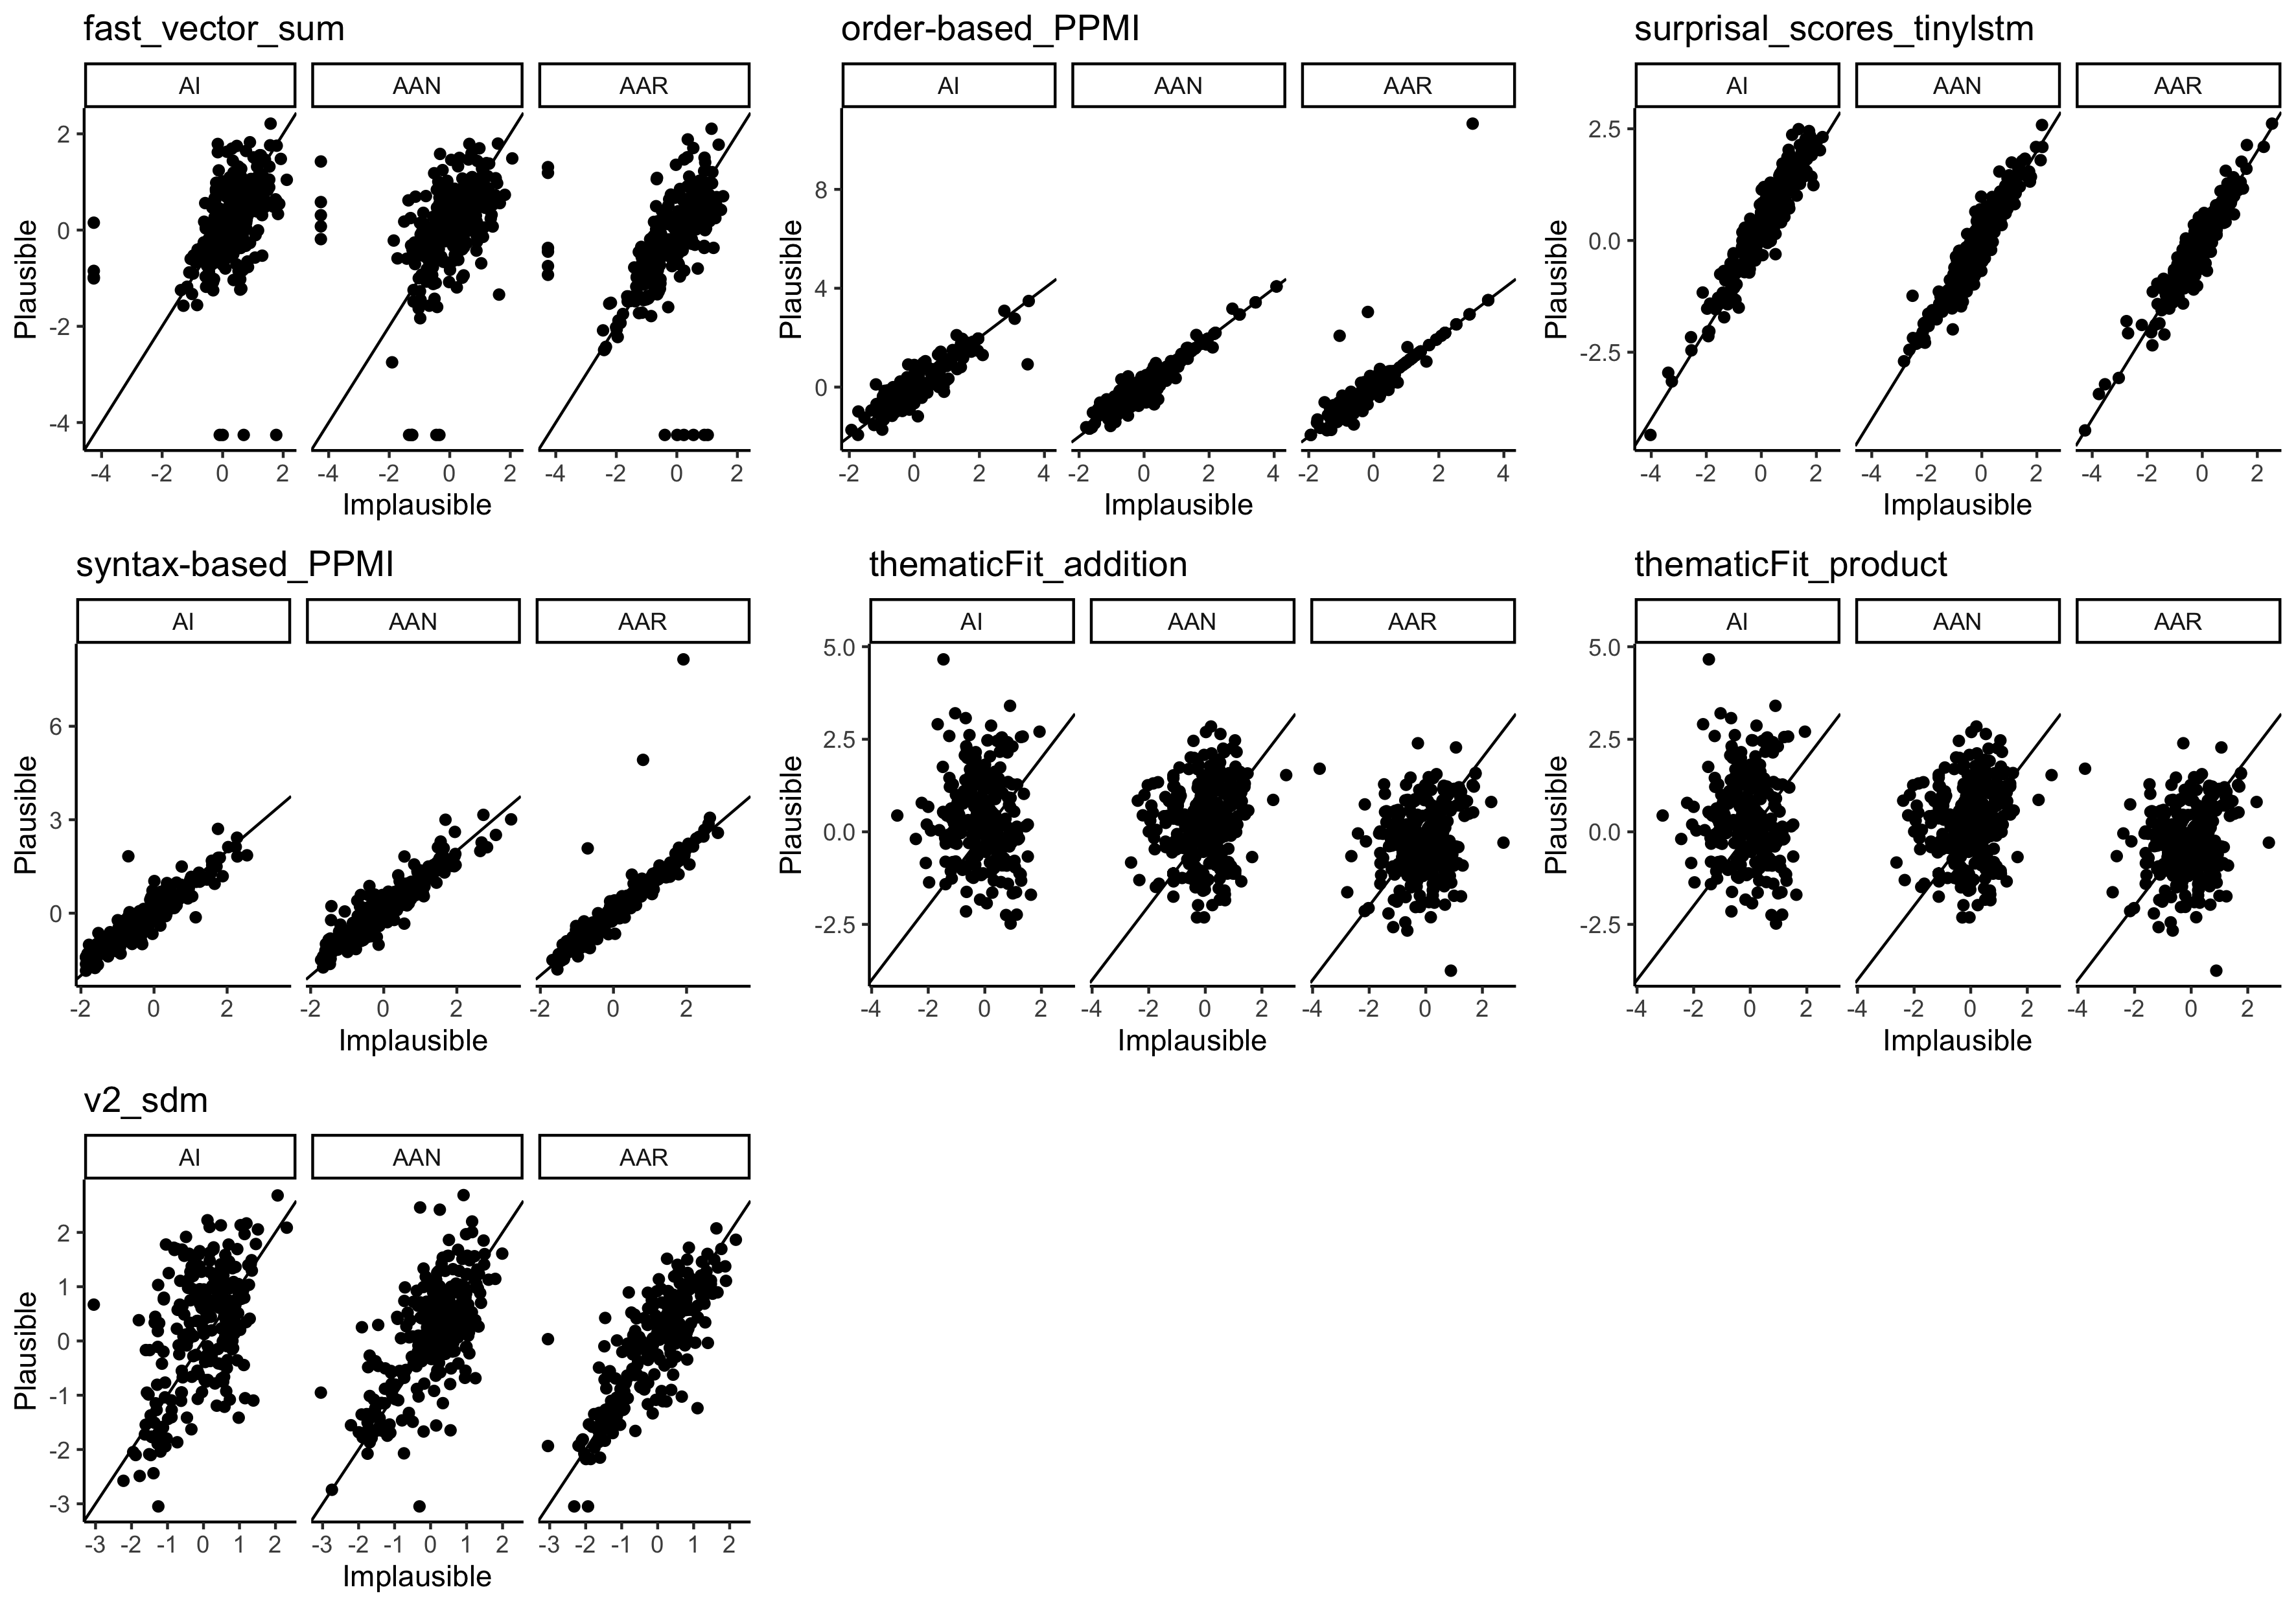 fast_vector_sum
AI AAN AAR
2
0
-2
-4
Plausible
-4 -2 0 2 -4 -2 0 2 -4 -2 0 2
Implausible
order-based_PPMI
AI AAN AAR
8
4
0
Plausible
-2 0 2 4 -2 0 2 4 -2 0 2 4
Implausible
surprisal_scores_tinylstm
AI AAN AAR
2.5
0.0
-2.5
Plausible
-4 -2 0 2 -4 -2 0 2 -4 -2 0 2
Implausible
syntax-based_PPMI
AI AAN AAR
6
3
0
Plausible
-2 0 2 -2 0 2 -2 0 2
Implausible
thematicFit_addition
AI AAN AAR
5.0
2.5
0.0
-2.5
Plausible
-4 -2 0 2 -4 -2 0 2 -4 -2 0 2
Implausible
thematicFit_product
AI AAN AAR
5.0
2.5
0.0
-2.5
Plausible
-4 -2 0 2 -4 -2 0 2 -4 -2 0 2
Implausible
v2_sdm
AI AAN AAR
2
1
0
-1
-2
-3
Plausible
-3 -2 -1 0 1 2 -3 -2 -1 0 1 2 -3 -2 -1 0 1 2
Implausible